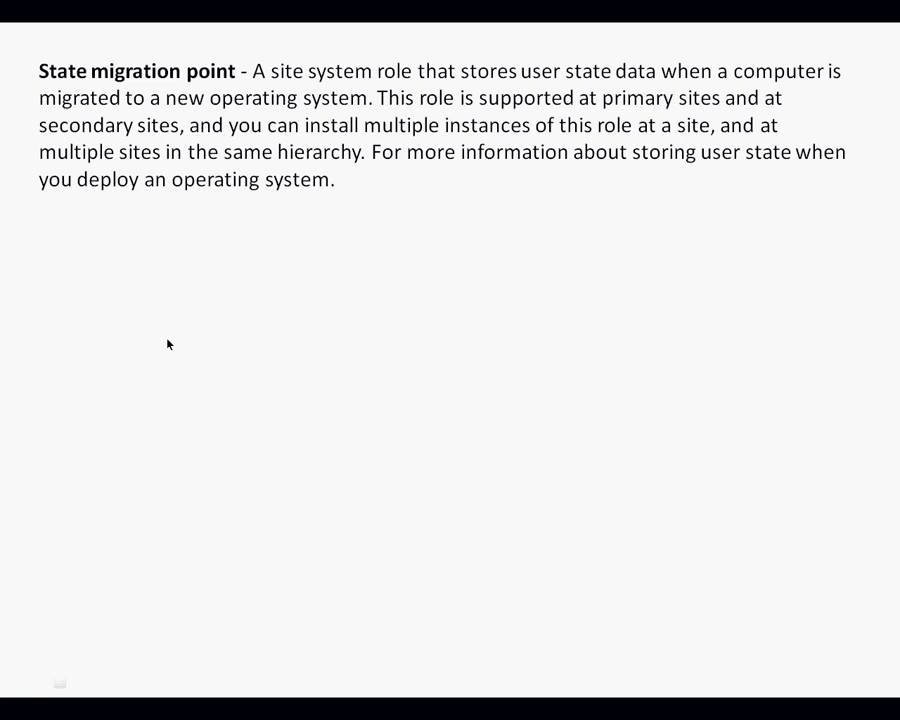 State migration point - A site system role that stores user state data when a computer is
migrated to a new operating system. This role is supported at primary sites and at
secondary sites, and you can install multiple instances of this role at a site, and at
multiple sites in the same hierarchy. For more information about storing user state when
you deploy an operating system.